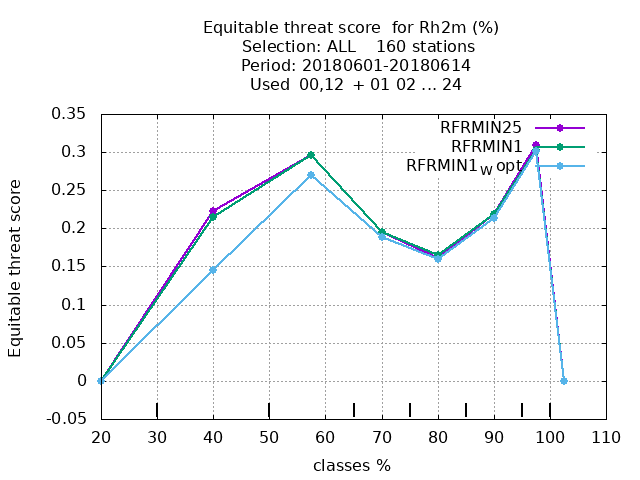 Equitable threat score  for Rh2m (%)
Selection: ALL    160 stations
Period: 20180601-20180614
Used  00,12  + 01 02 ... 24
RFRMIN25
RFRMIN1
RFRMIN1w opt
Equitable threat score
0.35
0.3
0.25
0.2
0.15
0.1
0.05
0
-0.05
20 30 40 50 60 70 80 90 100 110
classes %